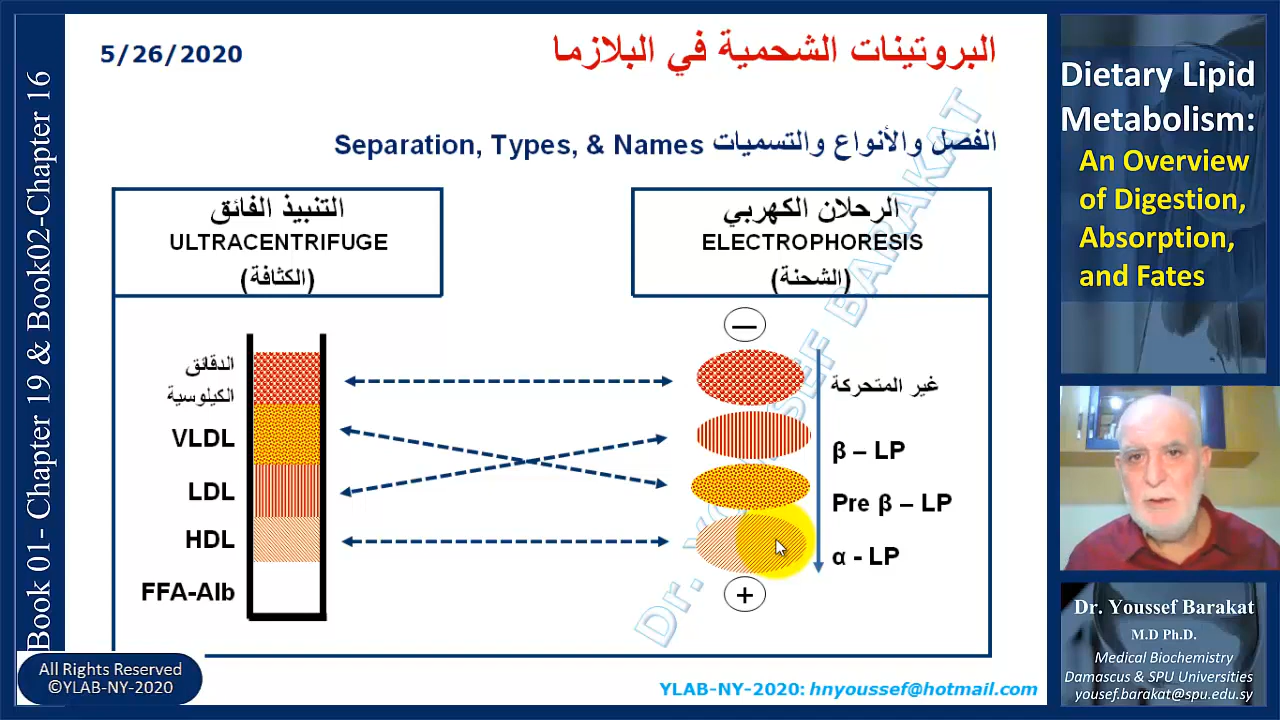 Book 01- Chapter 19 & Book02-Chapter 16
5/26/2020
البروتينات الشحمية في البلازما
الفصل والأنواع والتسميات Separation, Types, & Names
التنبيذ الفائق
ULTRACENTRIFUGE
(الكثافة)
الرحلان الكهربي
ELECTROPHORESIS
(الشحنة)
الدقائق
الكيلوسية
VLDL
LDL
HDL
FFA-Alb
—
غير المتحركة
β – LP
Pre β – LP
α - LP
+
Dr. YOUSSEF BARAKAT
All Rights Reserved
©YLAB-NY-2020
YLAB-NY-2020: hnyoussef@hotmail.com
Dietary Lipid
Metabolism:
An Overview
of Digestion,
Absorption,
and Fates
Dr. Youssef Barakat
M.D Ph.D.
Medical Biochemistry
Damascus & SPU Universities
yousef.barakat@spu.edu.sy